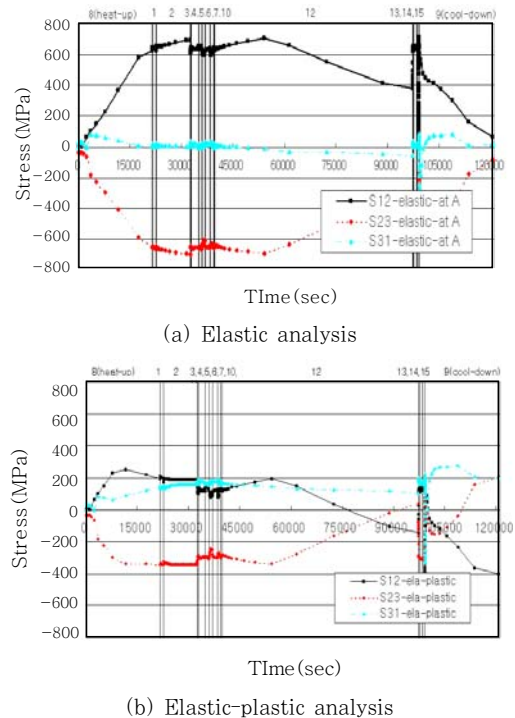 8(heat-up) 1 2 3,4,5,6,7,10 12 13,14,15 9(cool-down)
800
600
400
200
0
−200
−400
−600
−800
Stress (MPa)
0 15000 30000 45000 60000 75000 90000 105000 120000
S12-elastic-at A
S23-elastic-at A
S31-elastic-at A
TIme(sec)
(a) Elastic analysis
8(heat-up) 1 2 3,4,5,6,7,10, 12 13,14,15 9(cool-down)
800
600
400
200
0
−200
−400
−600
−800
Stress (MPa)
0 15000 30000 45000 60000 75000 90000 105000 120000
S12-ela-plastic
S23-ela-plastic
S31-ela-plastic
TIme(sec)
(b) Elastic-plastic analysis